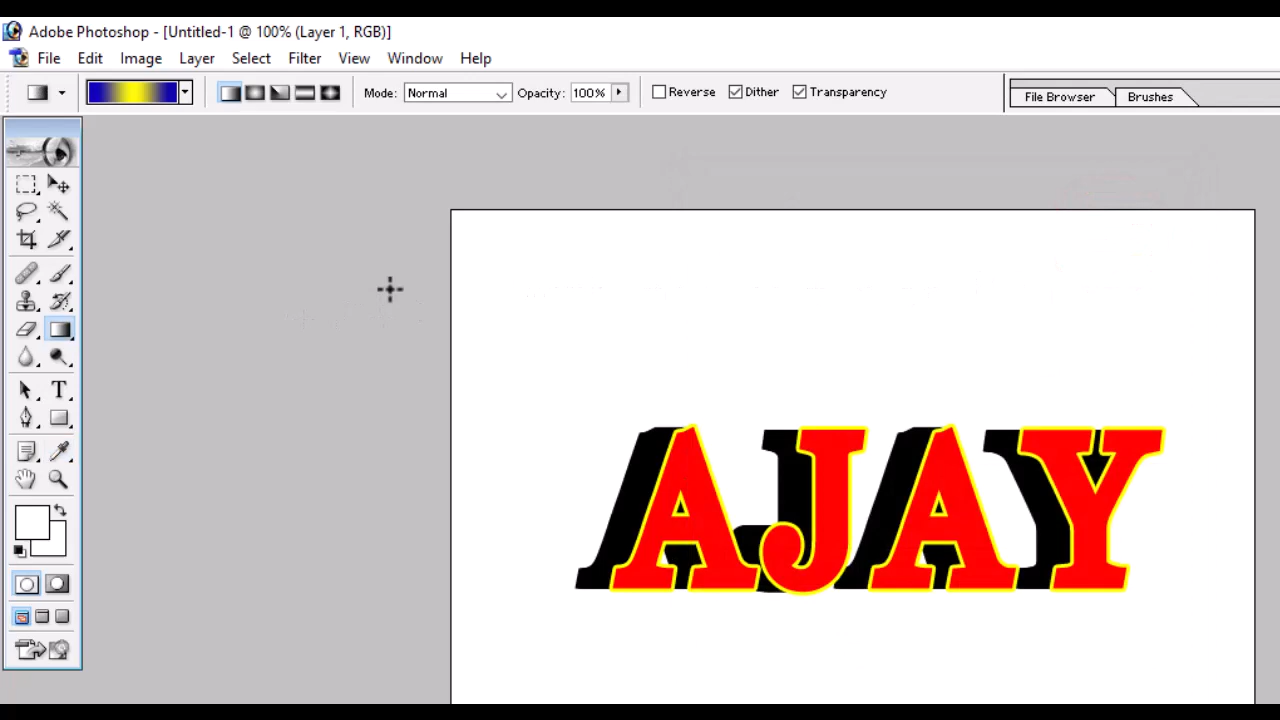 Adobe Photoshop - [Untitled-1 @ 100% (Layer 1, RGB)]
File Edit Image Layer Select Filter View Window Help
Mode: Normal Opacity: 100% Reverse Dither Transparency File Browser Brushes
T
AJAY